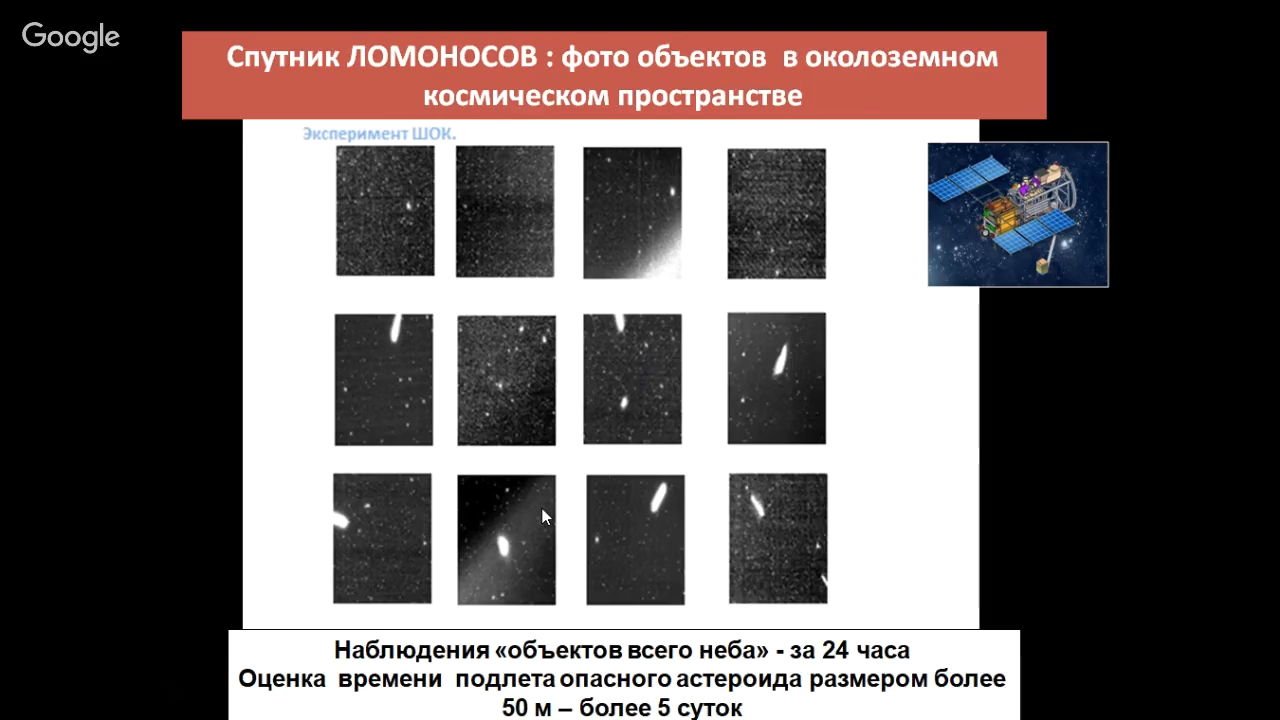 Google
Спутник ЛОМОНОСОВ : фото объектов в околоземном
космическом пространстве
Эксперимент ШОК.
Наблюдения «объектов всего неба» - за 24 часа
Оценка времени подлета опасного астероида размером более
50 м – более 5 суток